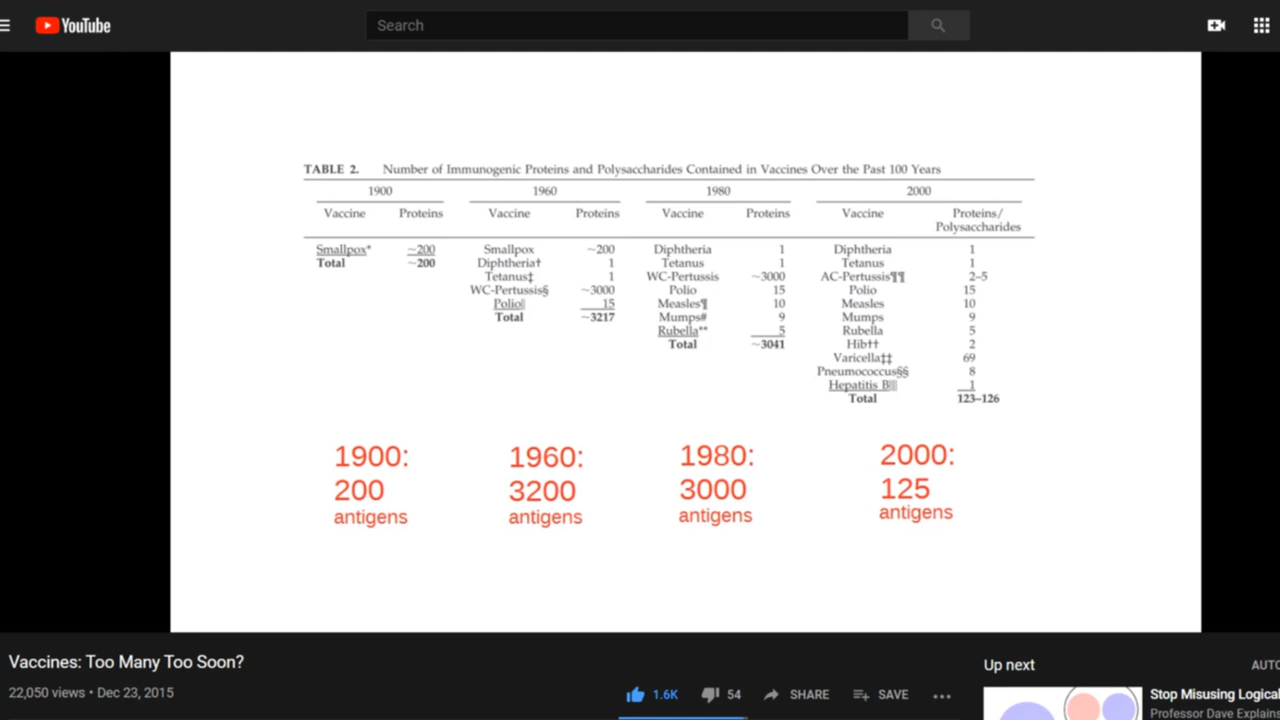 YouTube
Search
TABLE 2. Number of Immunogenic Proteins and Polysaccharides Contained in Vaccines Over the Past 100 Years
1900 1960 1980 2000
Vaccine Proteins Vaccine Proteins Vaccine Proteins Vaccine Proteins/
Polysaccharides
Smallpox* ~200 Smallpox ~200 Diphtheria 1 Diphtheria 1
Total ~200 Diphtheria† 1 Tetanus 1 Tetanus 1
Tetanus‡ 1 WC-Pertussis ~3000 AC-Pertussis¶¶ 2–5
WC-Pertussis§ ~3000 Polio 15 Polio 15
Polio‖ 15 Measles¶ 10 Measles 10
Total ~3217 Mumps# 9 Mumps 9
Rubella** 5 Rubella 5
Total ~3041 Hib†† 2
Varicella‡‡ 69
Pneumococcus§§ 8
Hepatitis B‖‖ 1
Total 123–126
1900: 1960: 1980: 2000:
200 3200 3000 125
antigens antigens antigens antigens
Vaccines: Too Many Too Soon?
22,050 views • Dec 23, 2015
1.6K 54 SHARE SAVE
Up next
Stop Misusing Logical
Professor Dave Explains